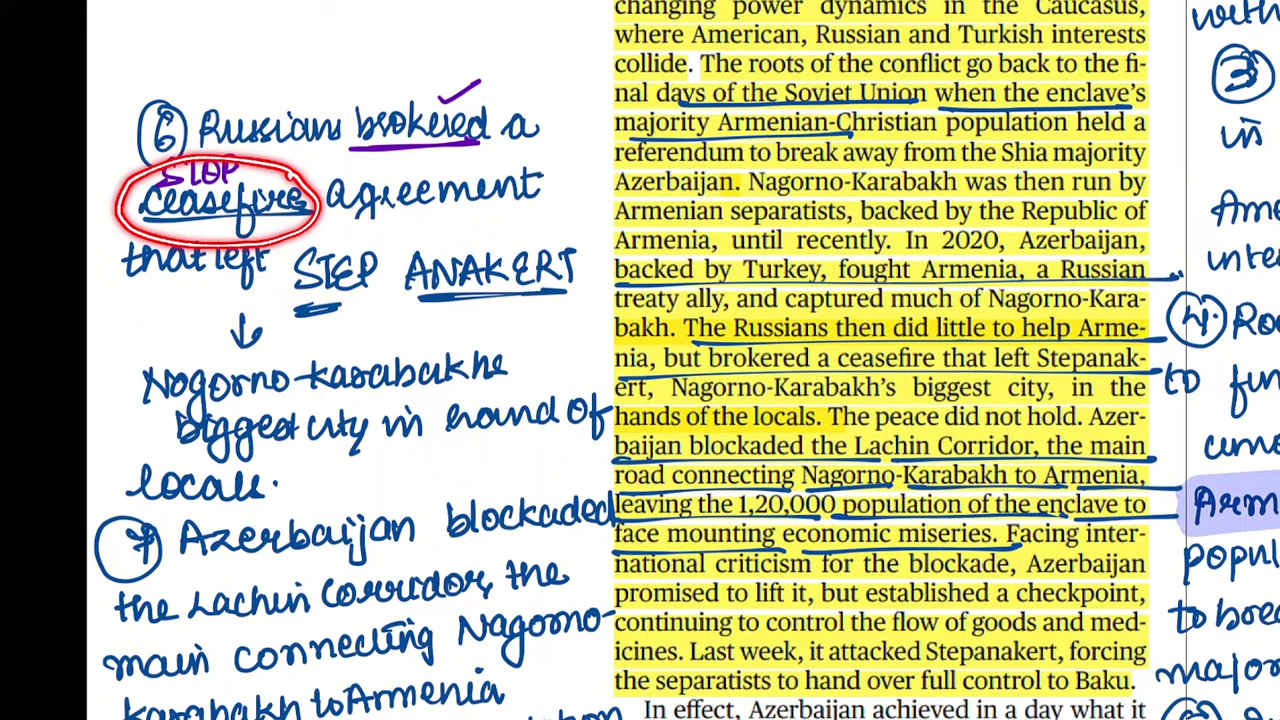 6 Russians brokered a
STOP
ceasefire agreement
that left STEP ANAKERT
Nogorno-karabakhe
biggest city in hand of
locals.
7 Azerbaijan blockaded
the Lachin corridor, the
main connecting Nagorno-
karabakh to Armenia
changing power dynamics in the Caucasus,
where American, Russian and Turkish interests
collide. The roots of the conflict go back to the fi-
nal days of the Soviet Union when the enclave's
majority Armenian-Christian population held a
referendum to break away from the Shia majority
Azerbaijan. Nagorno-Karabakh was then run by
Armenian separatists, backed by the Republic of
Armenia, until recently. In 2020, Azerbaijan,
backed by Turkey, fought Armenia, a Russian
treaty ally, and captured much of Nagorno-Kara-
bakh. The Russians then did little to help Arme-
nia, but brokered a ceasefire that left Stepanak-
ert, Nagorno-Karabakh's biggest city, in the
hands of the locals. The peace did not hold. Azer-
baijan blockaded the Lachin Corridor, the main
road connecting Nagorno-Karabakh to Armenia,
leaving the 1,20,000 population of the enclave to
face mounting economic miseries. Facing inter-
national criticism for the blockade, Azerbaijan
promised to lift it, but established a checkpoint,
continuing to control the flow of goods and med-
icines. Last week, it attacked Stepanakert, forcing
the separatists to hand over full control to Baku.
In effect, Azerbaijan achieved in a day what it
3
in
4.
to
to